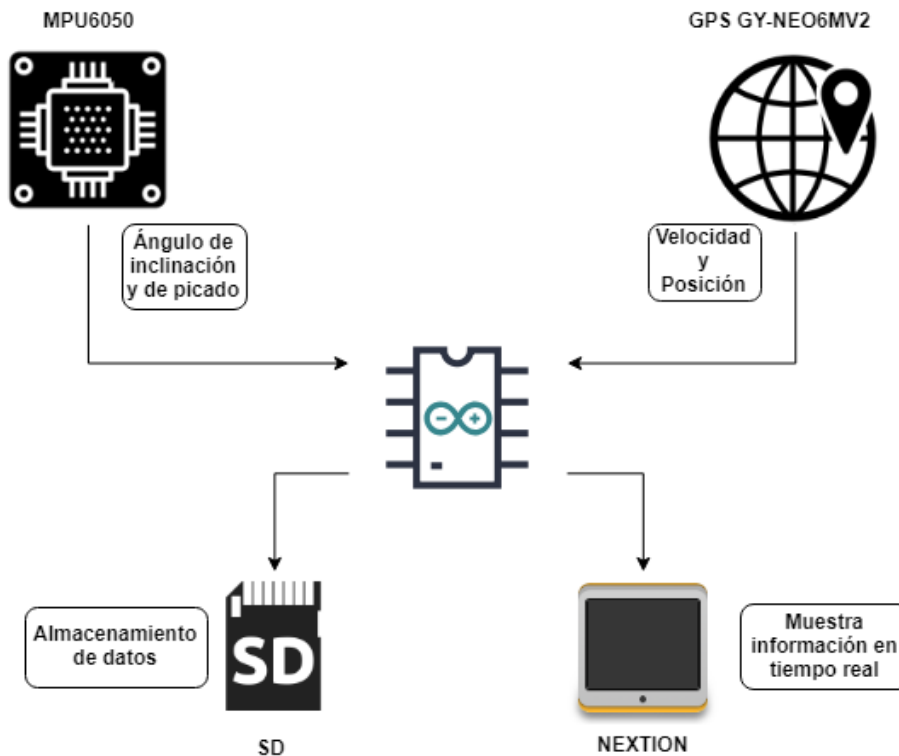 MPU6050
GPS GY-NEO6MV2
Ángulo de
inclinación
y de picado
Velocidad
y
Posición
Almacenamiento
de datos
SD
Muestra
información en
tiempo real
SD
NEXTION